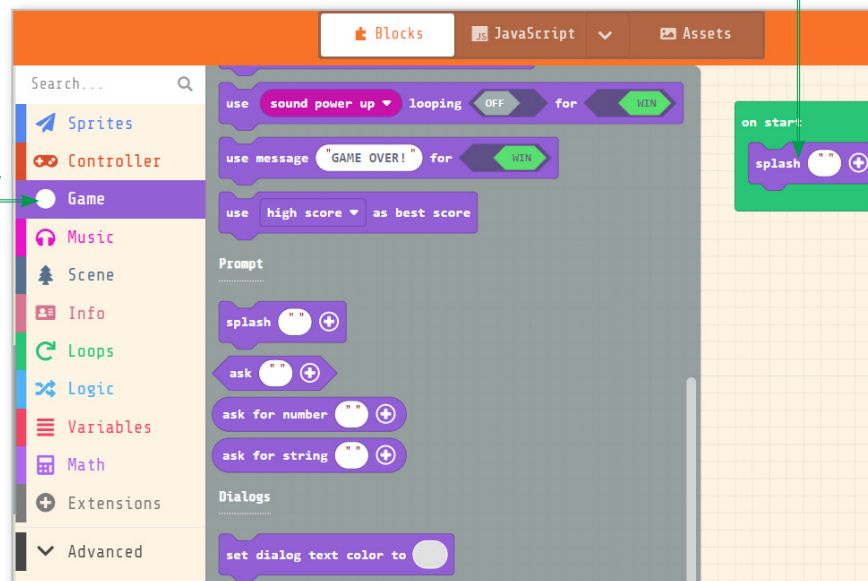 Blocks
JavaScript
Assets
Search...
Sprites
Controller
Game
Music
Scene
Info
Loops
Logic
Variables
Math
Extensions
Advanced
use sound power up looping OFF for WIN
use message "GAME OVER!" for WIN
use high score as best score
Prompt
splash " "
ask " "
ask for number " "
ask for string " "
Dialogs
set dialog text color to
on start
splash " "